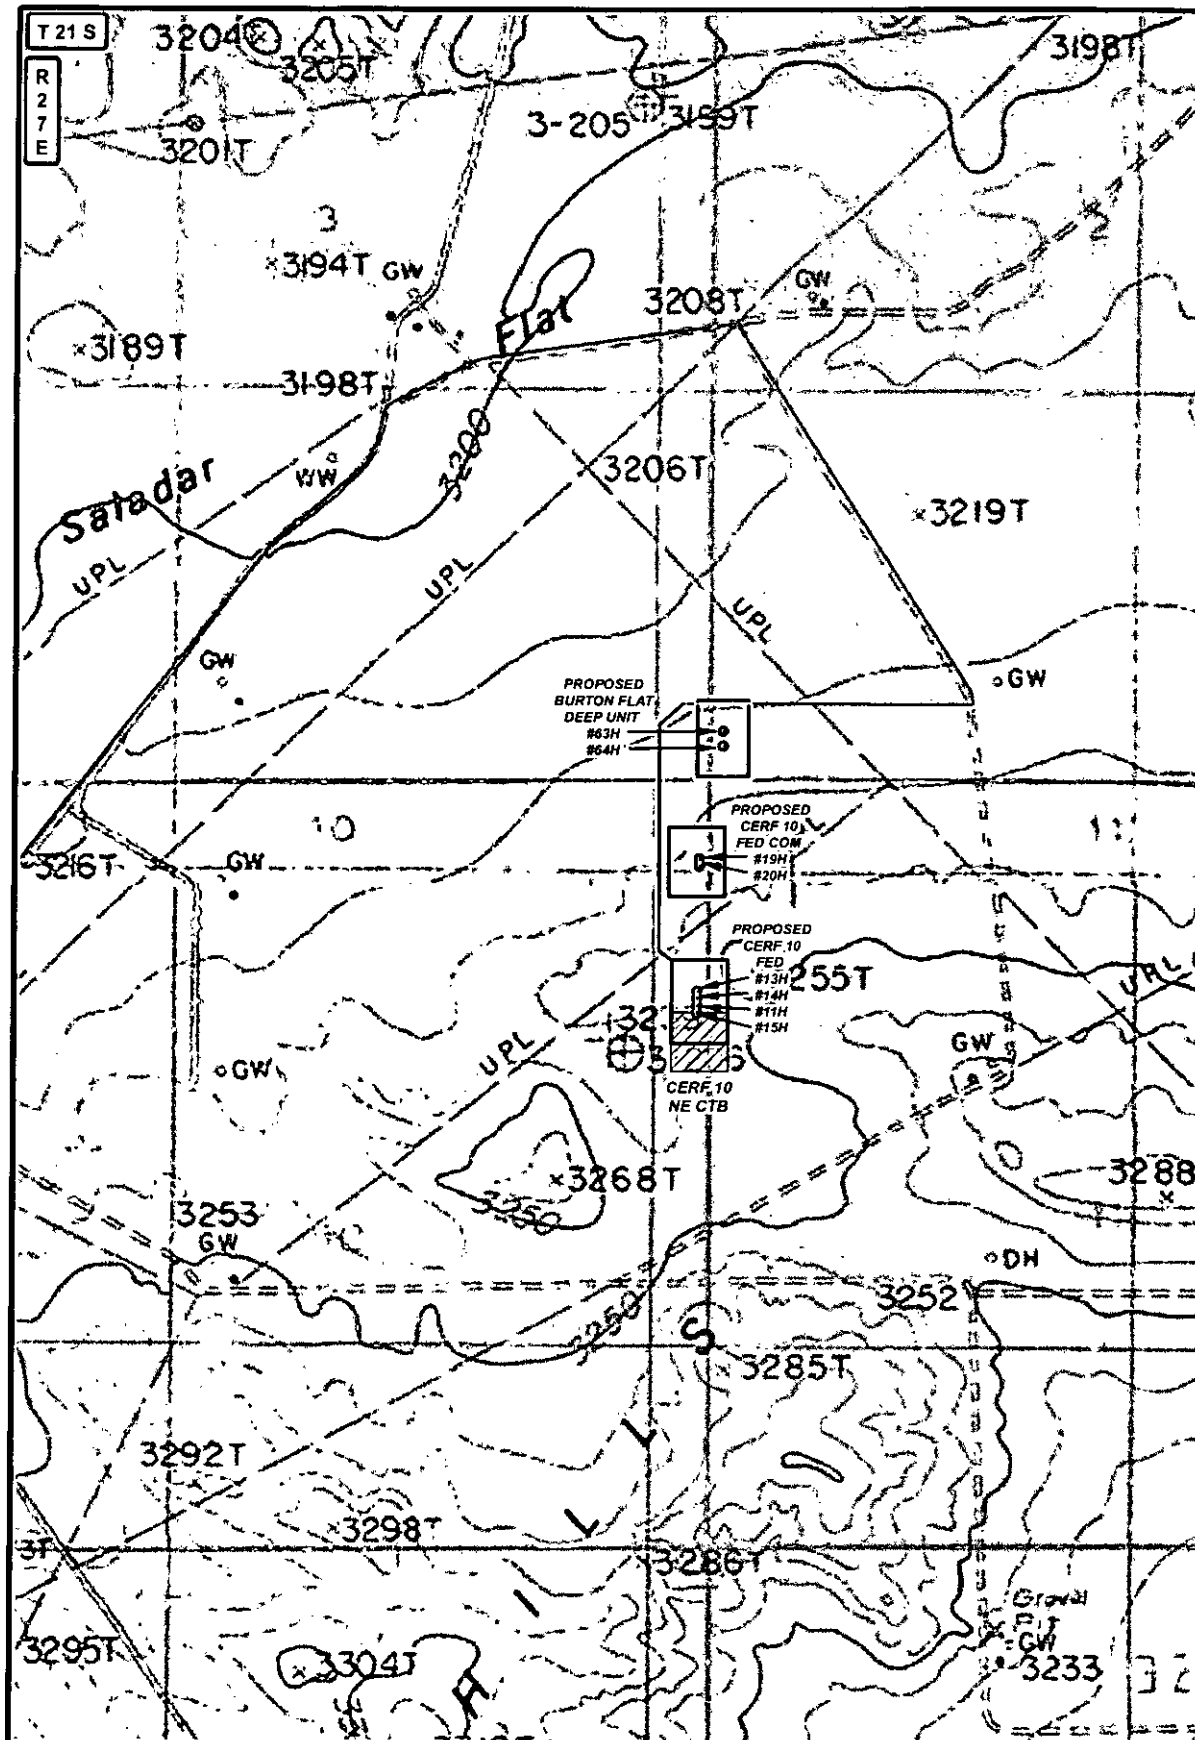 T 21 S
R
2
7
E
3204
3205T
3198T
3-205
3201T
3
3194T
GW
2
GW
3208T
Flat
3189T
3198T
3200
3206T
WW
Saladar
3219T
UPL
UPL
UPL
GW
GW
PROPOSED
BURTON FLAT
DEEP UNIT
#63H
#64H
PROPOSED
CERF 10
FED COM
#19H
#20H
10
3216T
GW
PROPOSED
CERF 10
FED
#13H
#14H
#11H
#15H
255T
UPL
UPL
GW
GW
CERF 10
NE CTB
3268T
3250
3288
3253
GW
DH
3252
3250
S
3285T
L
3292T
L
3298T
3286T
I
Gravel
Pit
GW
3233
3295T
3304T
H